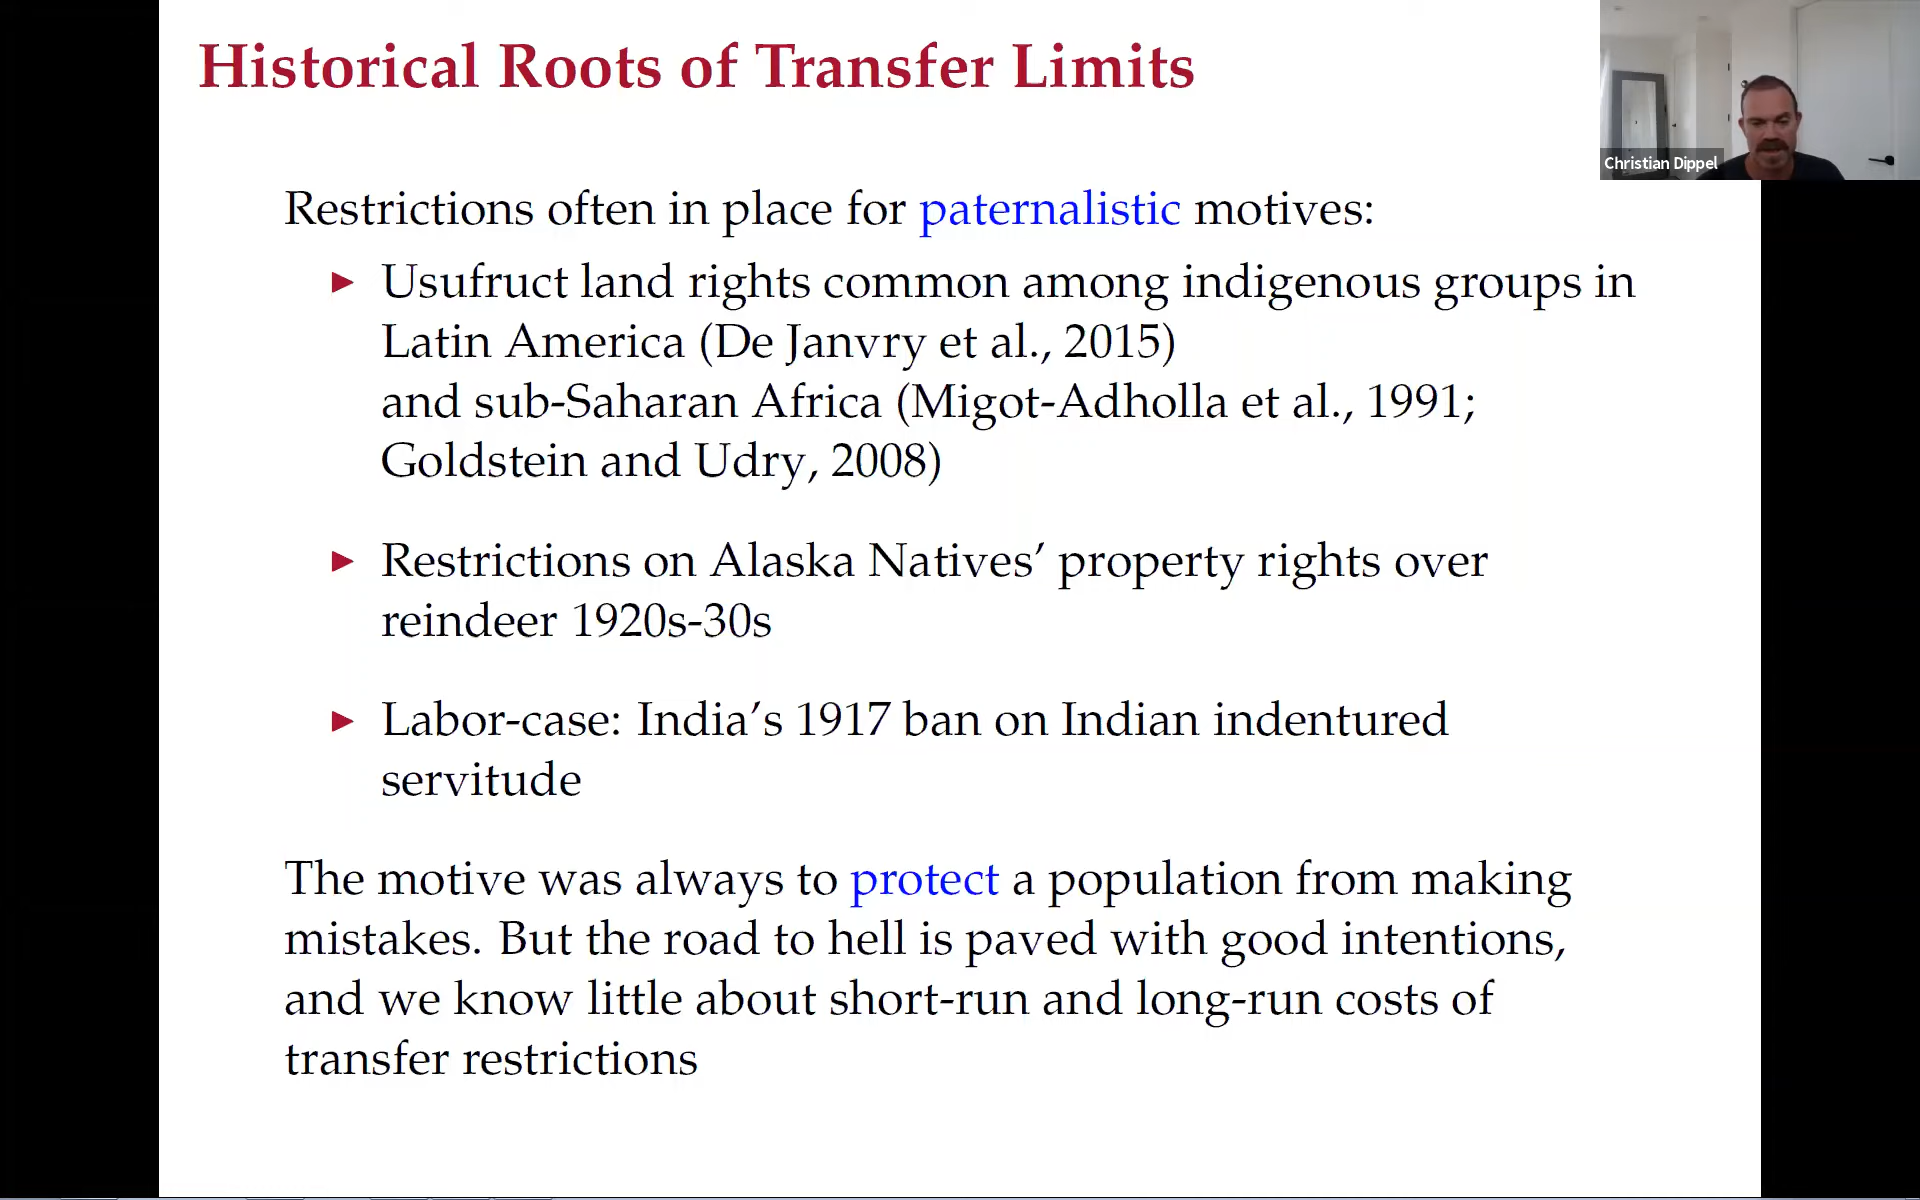 Historical Roots of Transfer Limits
Christian Dippel
Restrictions often in place for paternalistic motives:
Usufruct land rights common among indigenous groups in
Latin America (De Janvry et al., 2015)
and sub-Saharan Africa (Migot-Adholla et al., 1991;
Goldstein and Udry, 2008)
Restrictions on Alaska Natives’ property rights over
reindeer 1920s-30s
Labor-case: India’s 1917 ban on Indian indentured
servitude
The motive was always to protect a population from making
mistakes. But the road to hell is paved with good intentions,
and we know little about short-run and long-run costs of
transfer restrictions